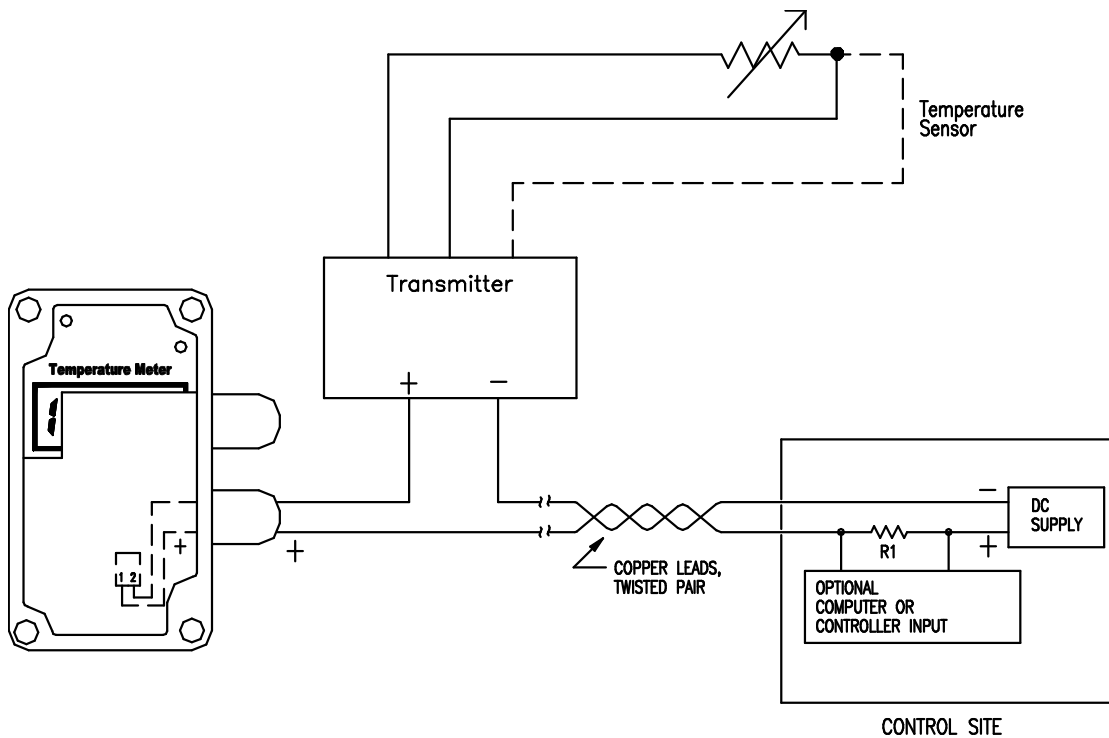 Temperature
Sensor
Transmitter
+ −
Temperature Meter
+
1 2
+
COPPER LEADS,
TWISTED PAIR
−
DC
SUPPLY
+
R1
OPTIONAL
COMPUTER OR
CONTROLLER INPUT
CONTROL SITE